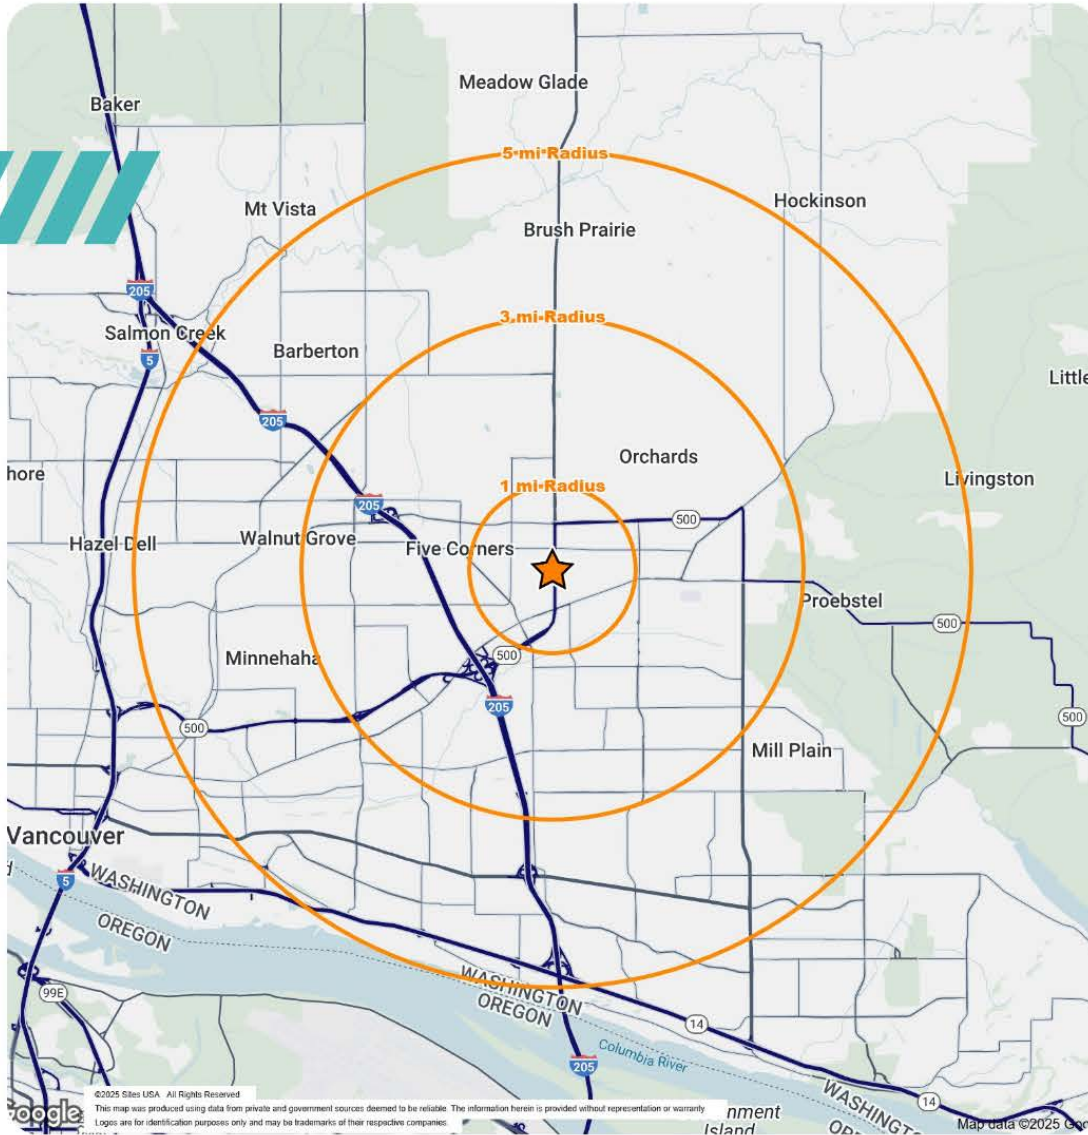 Meadow Glade
Baker
5 mi Radius
Hockinson
Mt Vista
Brush Prairie
205
3 mi Radius
Salmon Creek
Barberton
5
Little
205
Orchards
hore
Livingston
1 mi Radius
205
500
Hazel Dell
Walnut Grove
Five Corners
Proebstel
500
Minnehaha
500
205
500
500
Mill Plain
Vancouver
5
WASHINGTON
OREGON
WASHINGTON
OREGON
99E
14
Columbia River
205
WASHINGTON
14
©2025 Sites USA All Rights Reserved
This map was produced using data from private and government sources deemed to be reliable. The information herein is provided without representation or warranty
Logos are for identification purposes only and may be trademarks of their respective companies.
Google
nment
Island
Map data ©2025 Goo